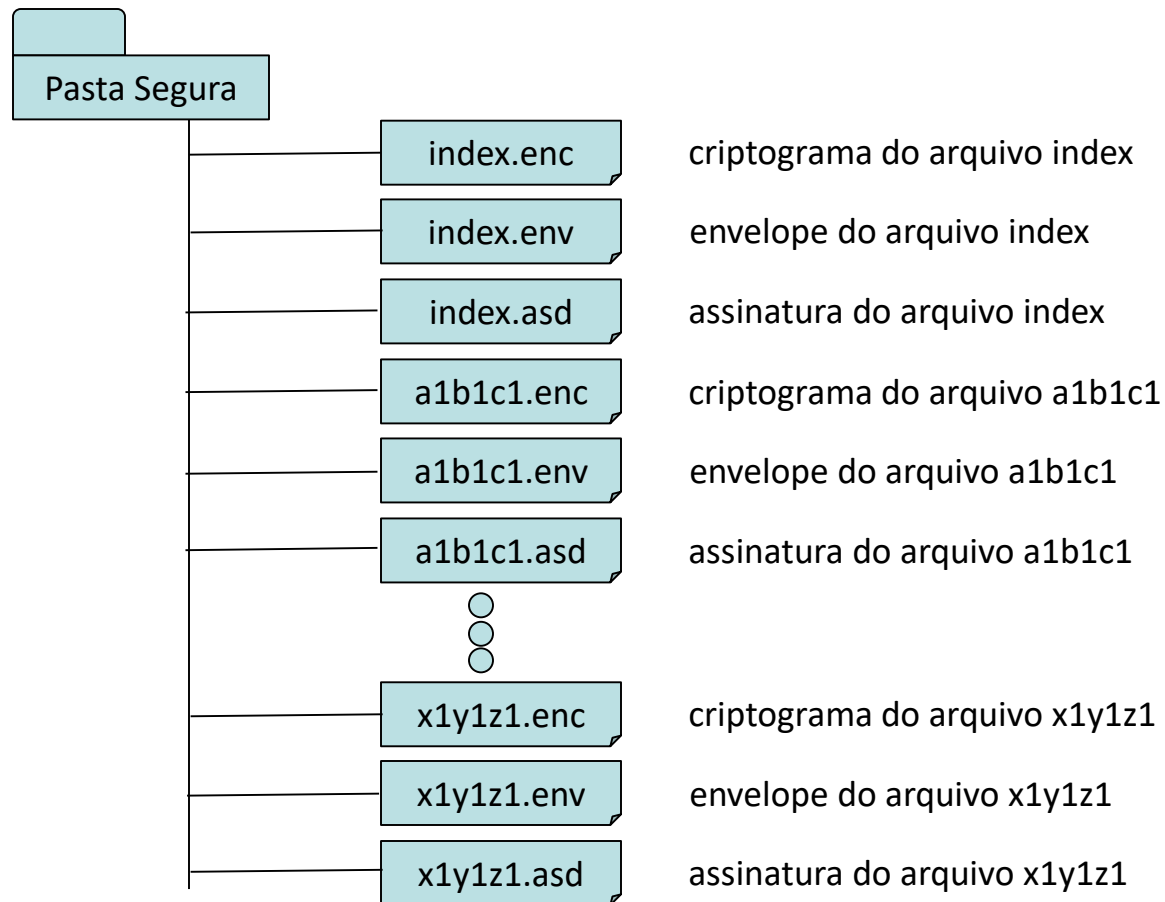 Pasta Segura
index.enc criptograma do arquivo index
index.env envelope do arquivo index
index.asd assinatura do arquivo index
a1b1c1.enc criptograma do arquivo a1b1c1
a1b1c1.env envelope do arquivo a1b1c1
a1b1c1.asd assinatura do arquivo a1b1c1
x1y1z1.enc criptograma do arquivo x1y1z1
x1y1z1.env envelope do arquivo x1y1z1
x1y1z1.asd assinatura do arquivo x1y1z1